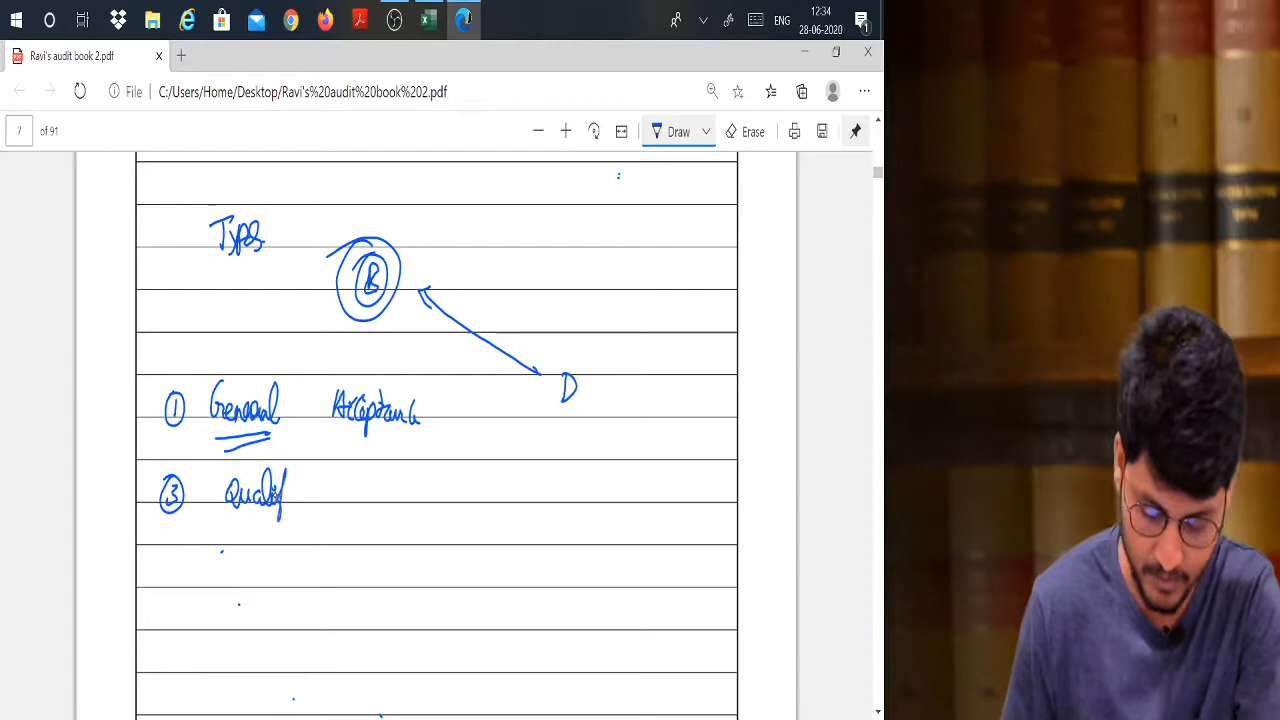 ENG
12:34
28-06-2020
1
Ravi's audit book 2.pdf
File
C:/Users/Home/Desktop/Ravi's%20audit%20book%202.pdf
7 of 91
Draw
Erase
Types
B
D
① General Acceptance
③ Qualif